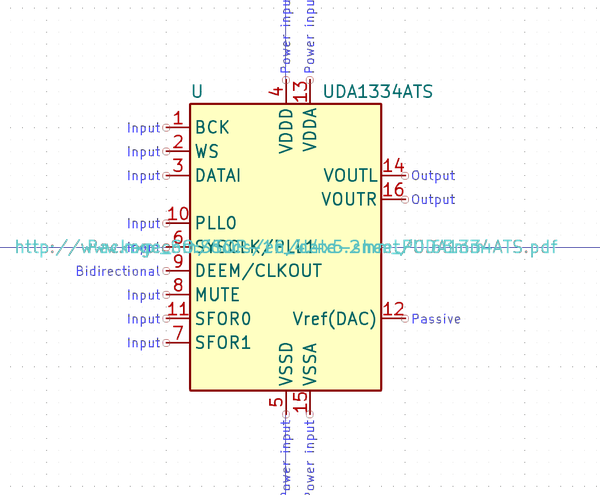 Power input Power input
4 13
U UDA1334ATS
VDDD VDDA
Input 1 BCK
Input 2 WS
Input 3 DATAI
VOUTL 14 Output
VOUTR 16 Output
Input 10 PLL0
6 SYSCLK/PLL1
Bidirectional 9 DEEM/CLKOUT
Input 8 MUTE
Input 11 SFOR0
Vref(DAC) 12 Passive
Input 7 SFOR1
VSSD VSSA
5 15
Power input Power input